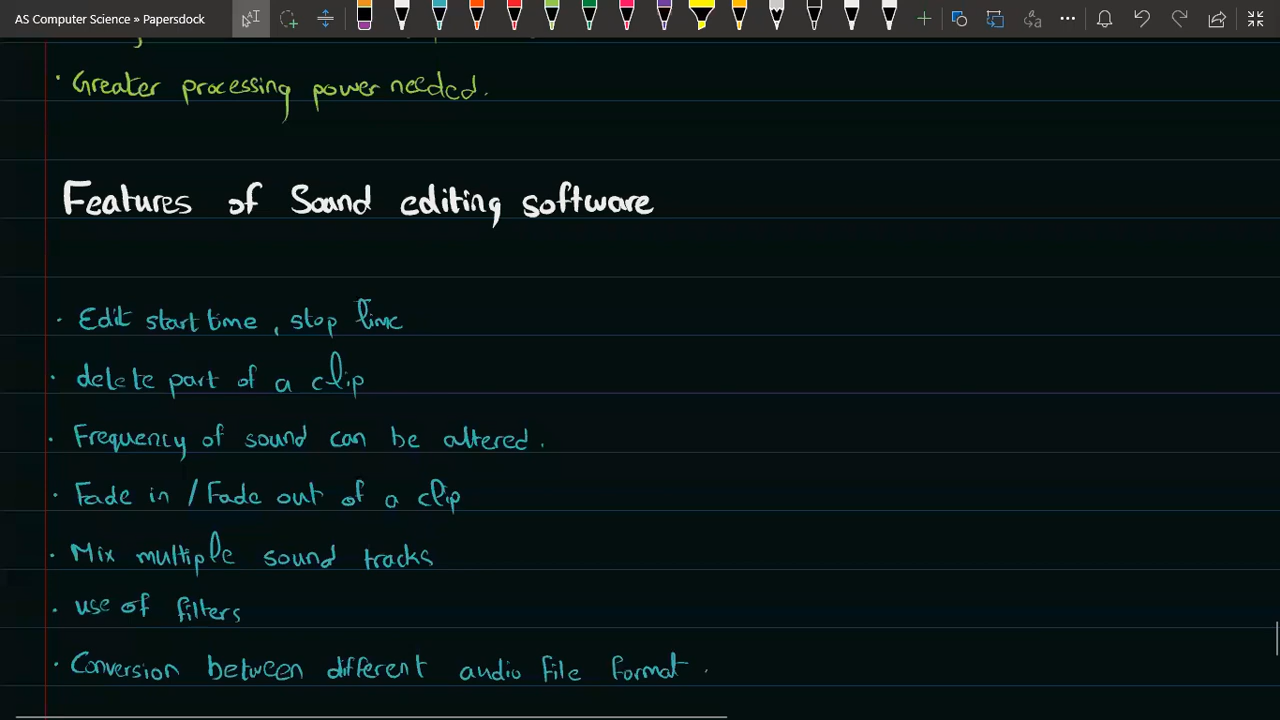 AS Computer Science » Papersdock
· Greater processing power needed.
Features of Sound editing software
· Edit start time, stop time
· delete part of a clip
· Frequency of sound can be altered.
· Fade in / Fade out of a clip
· Mix multiple sound tracks
· use of filters
· Conversion between different audio file format.